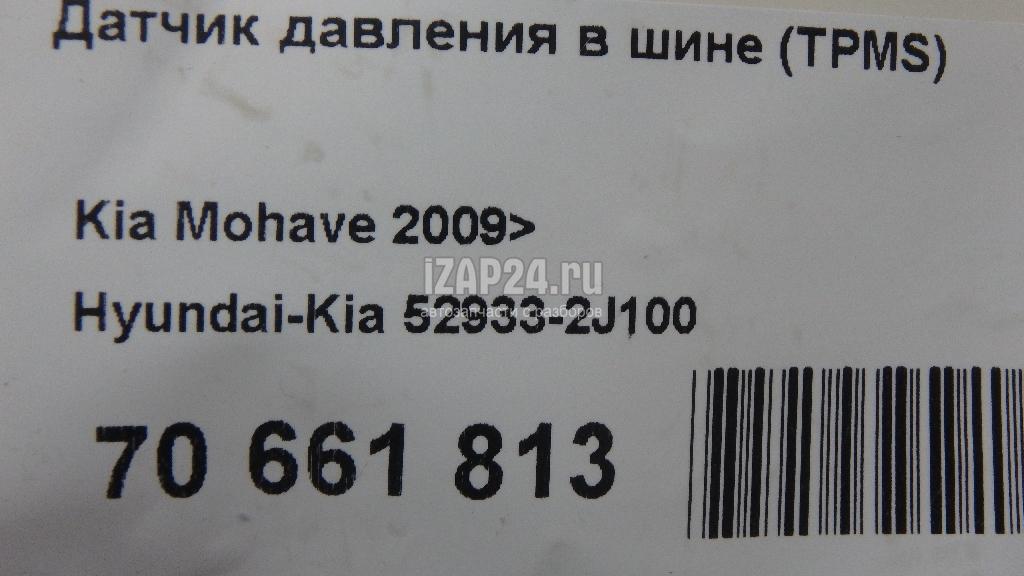 Датчик давления в шине (TPMS)
Kia Mohave 2009>
iZAP24.ru
автозапчасти с разборов
Hyundai-Kia 52933-2J100
70 661 813